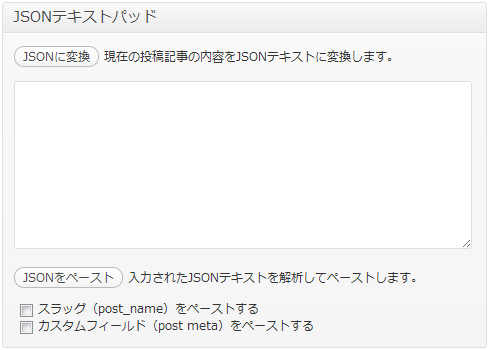 JSONテキストパッド
JSONに変換 現在の投稿記事の内容をJSONテキストに変換します。
JSONをペースト 入力されたJSONテキストを解析してペーストします。
スラッグ（post_name）をペーストする
カスタムフィールド（post meta）をペーストする